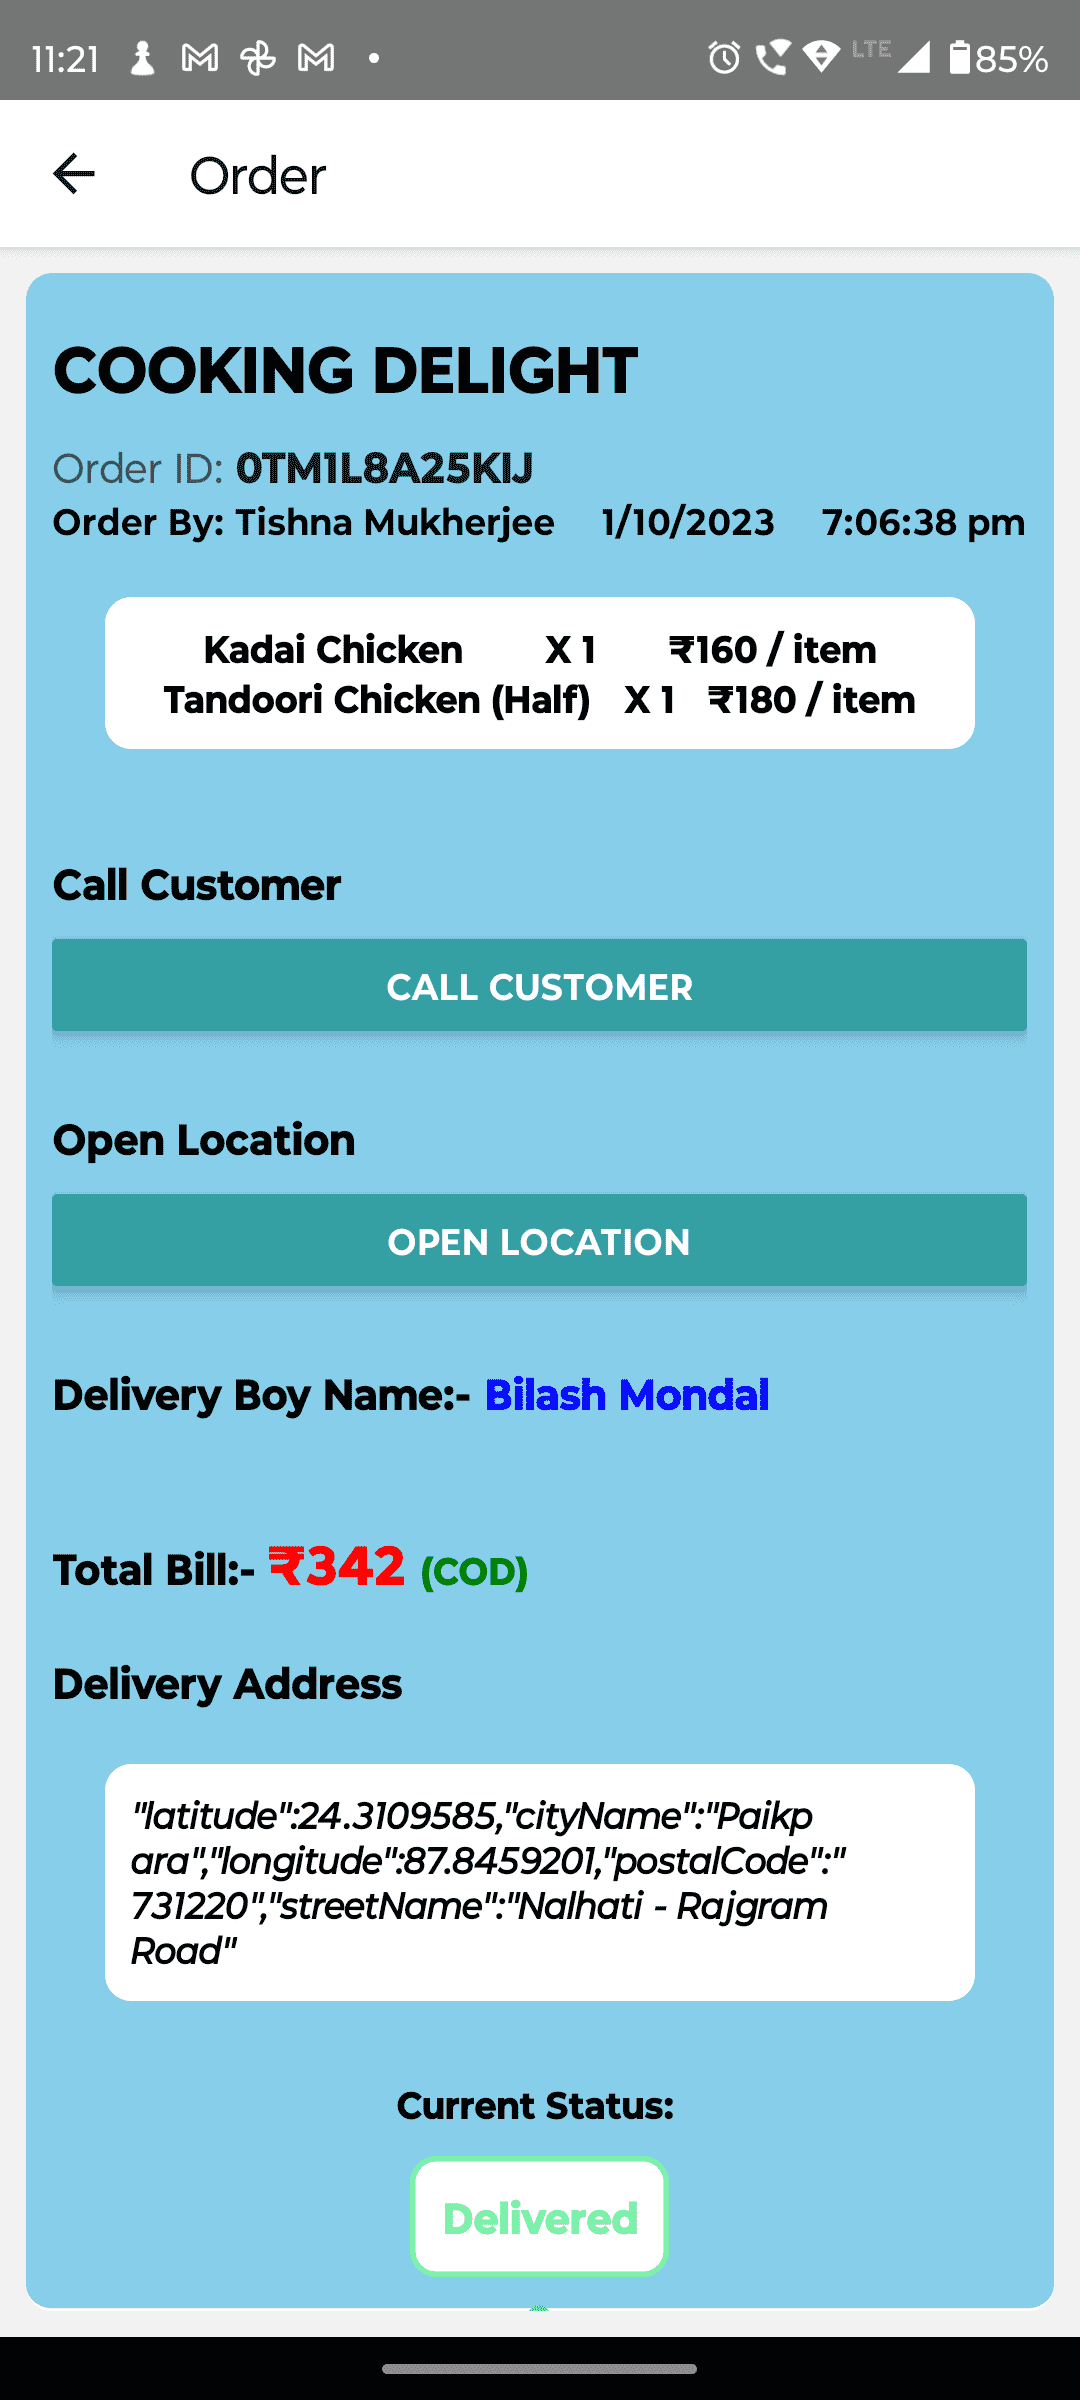 11:21 LTE 85%
Order
COOKING DELIGHT
Order ID: 0TM1L8A25KIJ
Order By: Tishna Mukherjee 1/10/2023 7:06:38 pm
Kadai Chicken X 1 ₹160 / item
Tandoori Chicken (Half) X 1 ₹180 / item
Call Customer
CALL CUSTOMER
Open Location
OPEN LOCATION
Delivery Boy Name:- Bilash Mondal
Total Bill:- ₹342 (COD)
Delivery Address
"latitude":24.3109585,"cityName":"Paikp
ara","longitude":87.8459201,"postalCode":"
731220","streetName":"Nalhati - Rajgram
Road"
Current Status:
Delivered